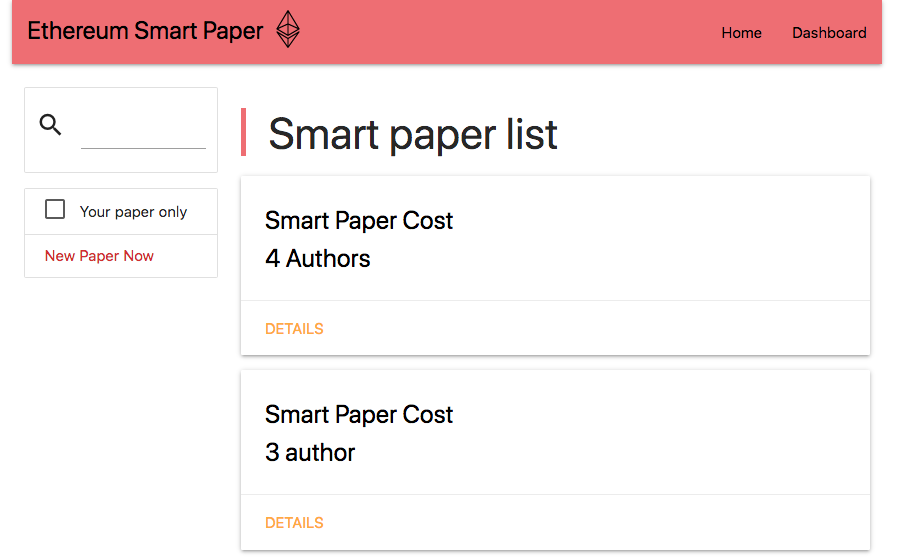 Ethereum Smart Paper
Home
Dashboard
Smart paper list
Your paper only
New Paper Now
Smart Paper Cost
4 Authors
DETAILS
Smart Paper Cost
3 author
DETAILS